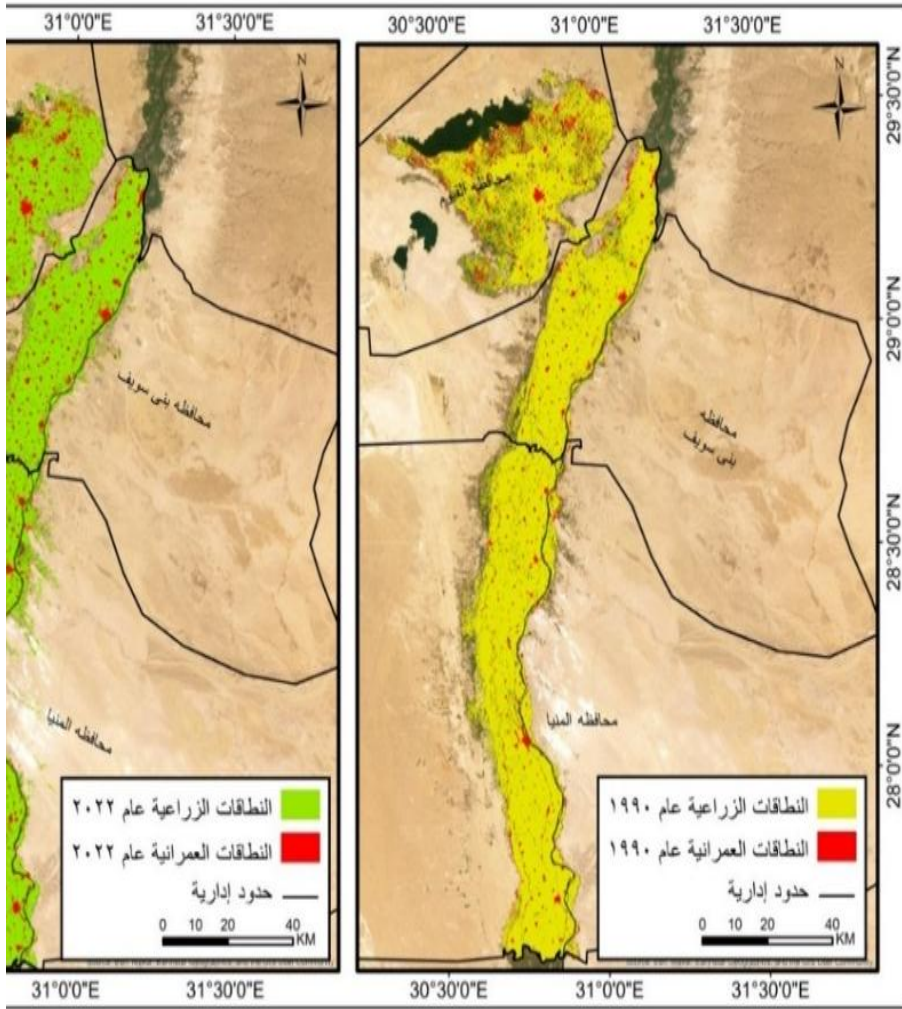 31°0'0"E 31°30'0"E
30°30'0"E 31°0'0"E 31°30'0"E
N
N
29°30'0"N
29°0'0"N
28°30'0"N
28°0'0"N
محافظه الفيوم
محافظه
بنى سويف
محافظه بنى سويف
محافظه المنيا
محافظه المنيا
النطاقات الزراعية عام ١٩٩٠
النطاقات العمرانية عام ١٩٩٠
حدود إدارية
0 10 20 40
KM
النطاقات الزراعية عام ٢٠٢٢
النطاقات العمرانية عام ٢٠٢٢
حدود إدارية
0 10 20 40
KM
31°0'0"E 31°30'0"E
30°30'0"E 31°0'0"E 31°30'0"E